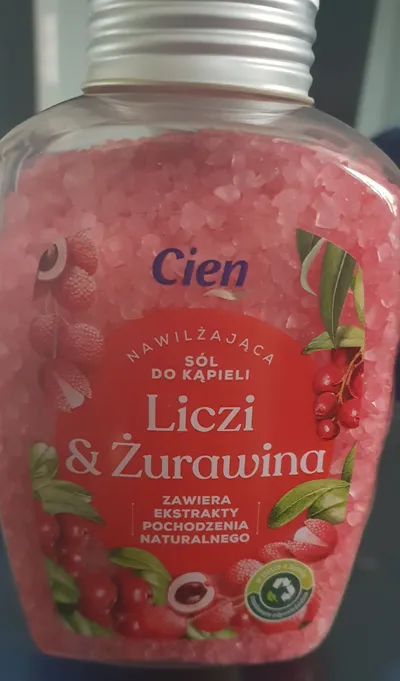 Cien
NAWILŻAJĄCA
SÓL
DO KĄPIELI
Liczi
& Żurawina
ZAWIERA
EKSTRAKTY
POCHODZENIA
NATURALNEGO